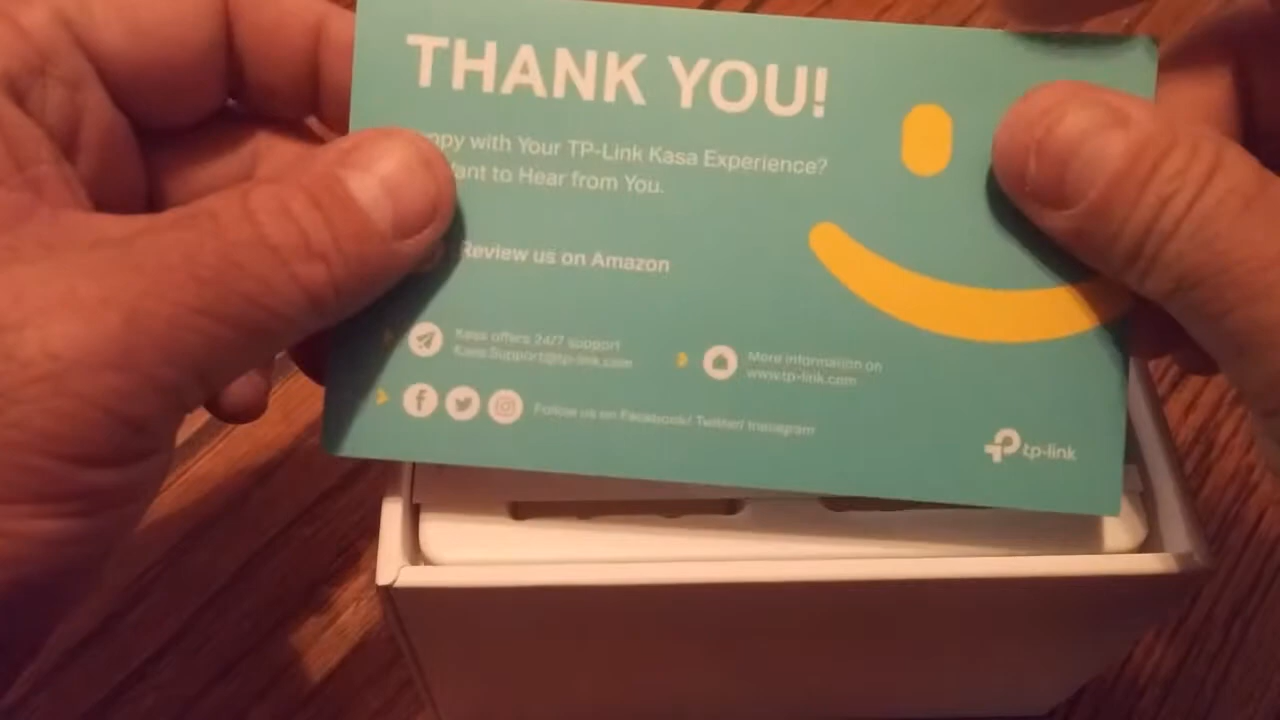 THANK YOU!
ppy with Your TP-Link Kasa Experience?
ant to Hear from You.
Review us on Amazon
Kasa offers 24/7 support
Kasa.Support@tp-link.com
More information on
www.tp-link.com
Follow us on Facebook/ Twitter/ Instagram
tp-link